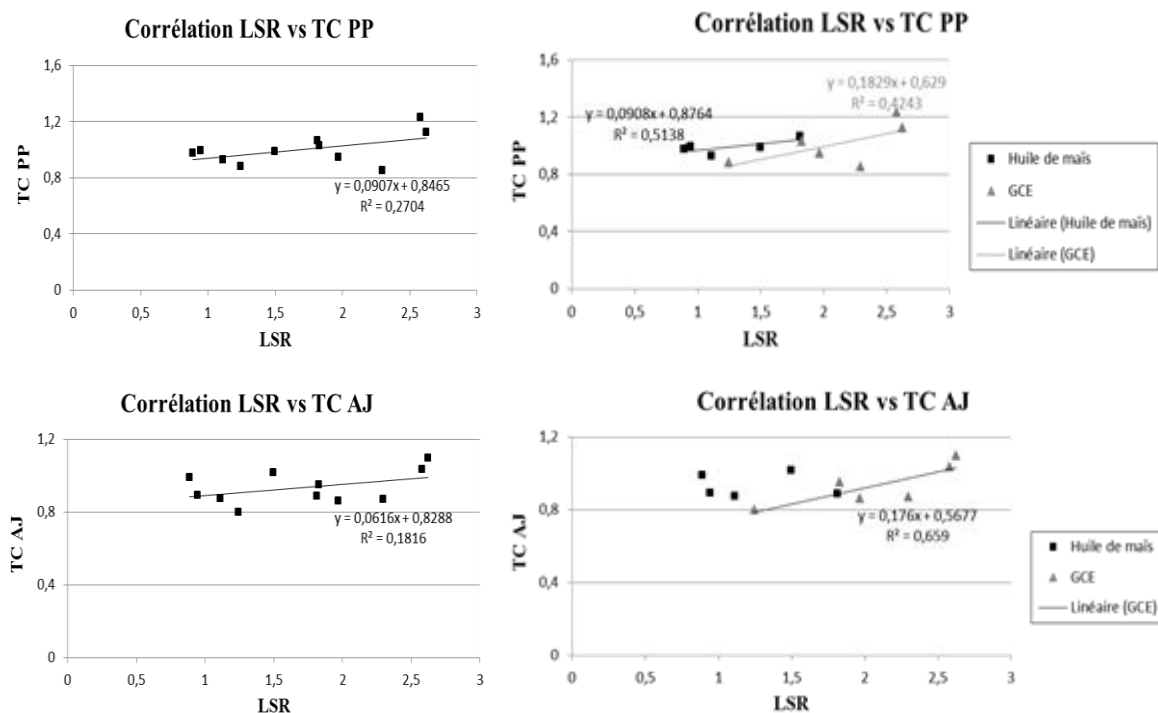 Corrélation LSR vs TC PP
1,6
1,2
0,8
0,4
0
TC PP
y = 0,0907x + 0,8465
R² = 0,2704
0 0,5 1 1,5 2 2,5 3
LSR
Corrélation LSR vs TC PP
1,6
1,2
0,8
0,4
0
TC PP
y = 0,1829x + 0,629
R² = 0,4243
y = 0,0908x + 0,8764
R² = 0,5138
0 0,5 1 1,5 2 2,5 3
LSR
Huile de maïs
GCE
Linéaire (Huile de maïs)
Linéaire (GCE)
Corrélation LSR vs TC AJ
1,2
0,8
0,4
0
TC AJ
y = 0,0616x + 0,8288
R² = 0,1816
0 0,5 1 1,5 2 2,5 3
LSR
Corrélation LSR vs TC AJ
1,2
0,8
0,4
0
TC AJ
y = 0,176x + 0,5677
R² = 0,659
0 0,5 1 1,5 2 2,5 3
LSR
Huile de maïs
GCE
Linéaire (GCE)